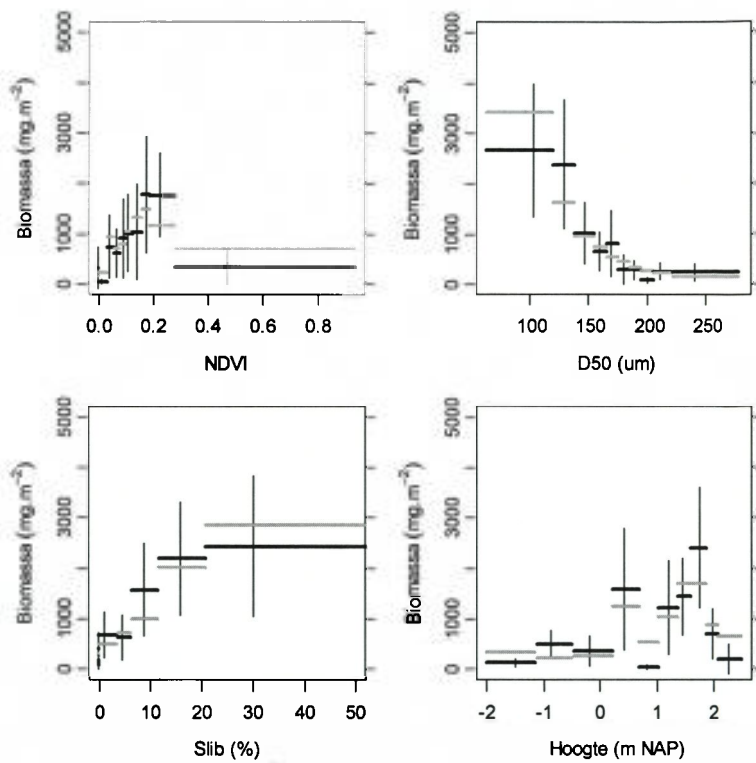 Biomassa (mg.m⁻²)
0 1000 3000 5000
0.0 0.2 0.4 0.6 0.8
NDVI
Biomassa (mg.m⁻²)
0 1000 3000 5000
100 150 200 250
D50 (um)
Biomassa (mg.m⁻²)
0 1000 3000 5000
0 10 20 30 40 50
Slib (%)
Biomassa (mg.m⁻²)
0 1000 3000 5000
-2 -1 0 1 2
Hoogte (m NAP)